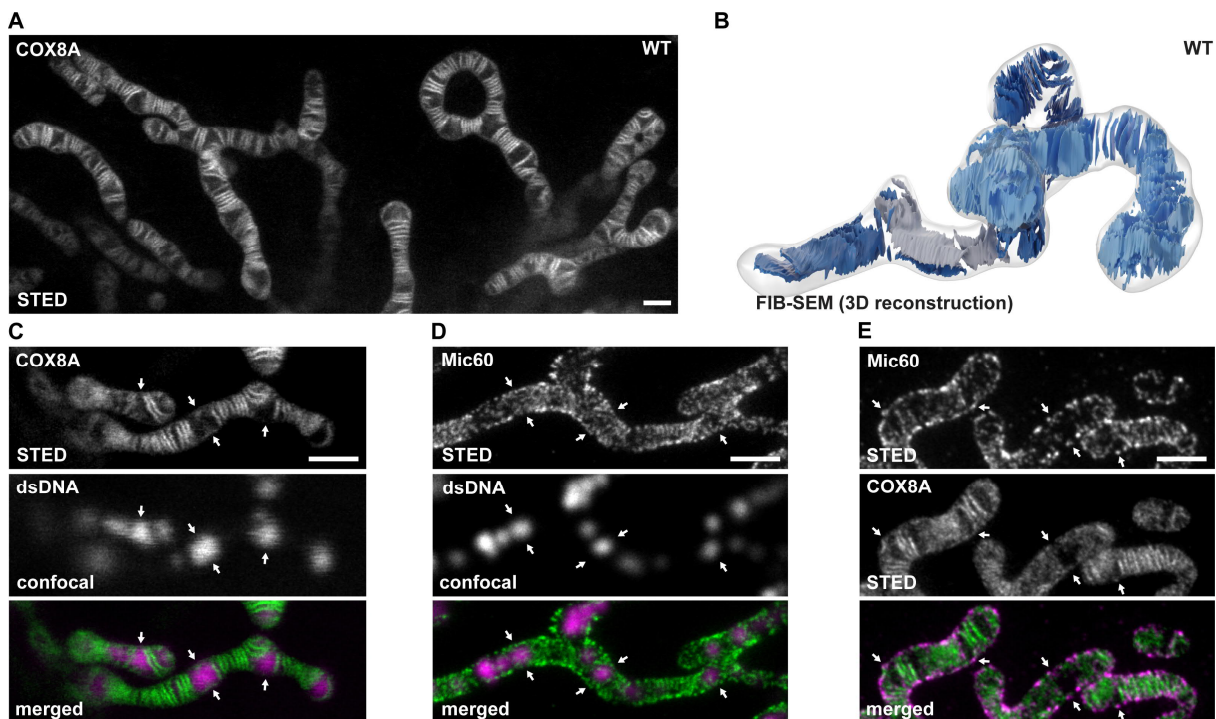 A
COX8A
WT
STED
B
WT
FIB-SEM (3D reconstruction)
C
COX8A
STED
dsDNA
confocal
merged
D
Mic60
STED
dsDNA
confocal
merged
E
Mic60
STED
COX8A
STED
merged